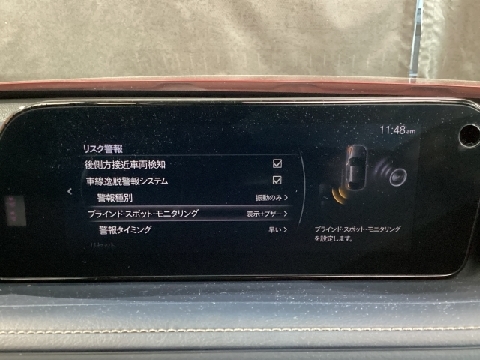 11:48am
リスク警報
後側方接近車両検知
車線逸脱警報システム
警報種別 振動のみ
ブラインド・スポット・モニタリング 表示+ブザー
警報タイミング 早い
ブラインド・スポット・モニタリング
を設定します。